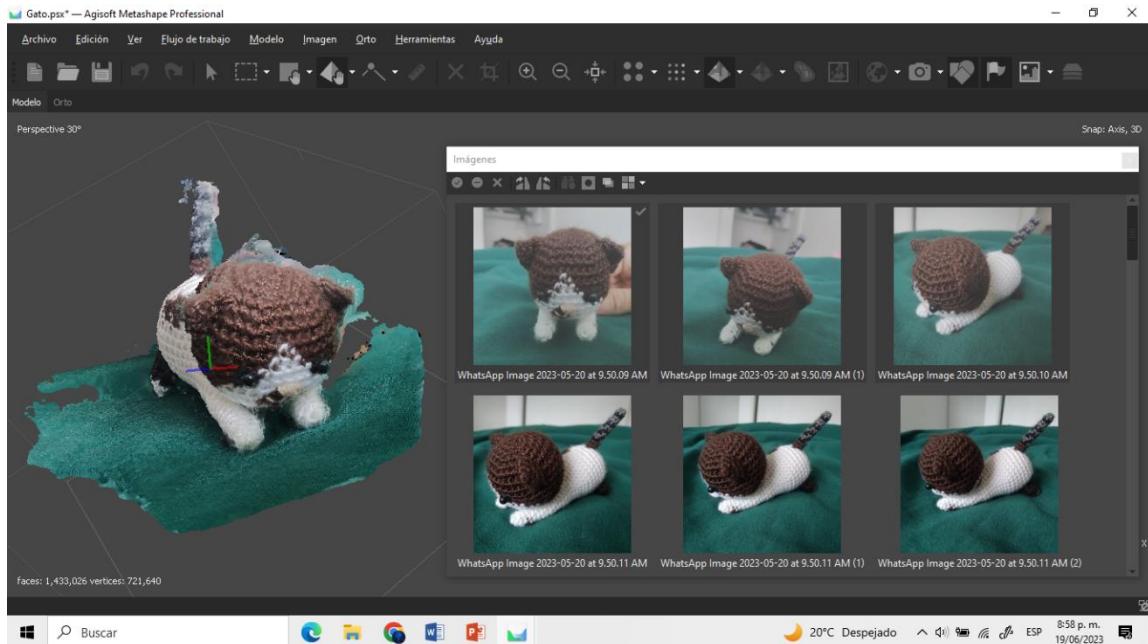 Gato.psx* — Agisoft Metashape Professional
Archivo Edición Ver Flujo de trabajo Modelo Imagen Orto Herramientas Ayuda
Modelo Orto
Perspective 30°
Snap: Axis, 3D
Imágenes
WhatsApp Image 2023-05-20 at 9.50.09 AM
WhatsApp Image 2023-05-20 at 9.50.09 AM (1)
WhatsApp Image 2023-05-20 at 9.50.10 AM
WhatsApp Image 2023-05-20 at 9.50.11 AM
WhatsApp Image 2023-05-20 at 9.50.11 AM (1)
WhatsApp Image 2023-05-20 at 9.50.11 AM (2)
faces: 1,433,026 vertices: 721,640
Buscar
20°C Despejado
ESP
8:58 p. m.
19/06/2023